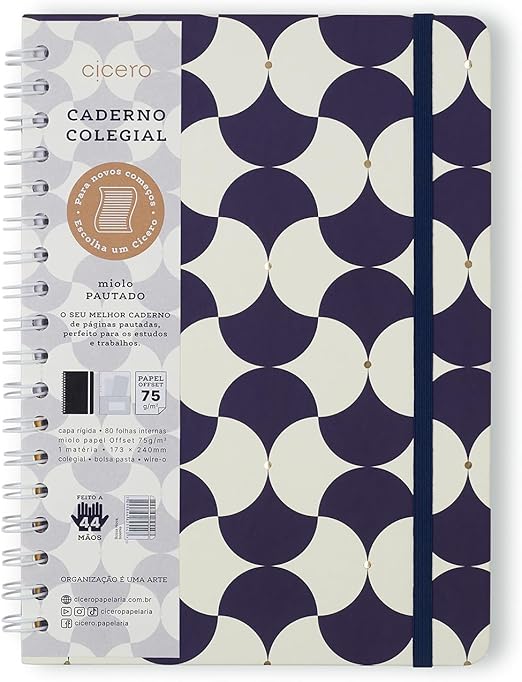 cicero
CADERNO
COLEGIAL
Para novos começos
Escolha um Cicero
miolo
PAUTADO
O SEU MELHOR CADERNO
de páginas pautadas,
perfeito para os estudos
e trabalhos.
PAPEL
OFFSET
75
g/m²
capa rígida • 80 folhas internas
miolo papel Offset 75g/m²
1 matéria • 173 × 240mm
colegial • bolsa pasta • wire-o
FEITO A
44
MÃOS
ORGANIZAÇÃO É UMA ARTE
ciceropapelaria.com.br
ciceropapelaria
cicero.papelaria